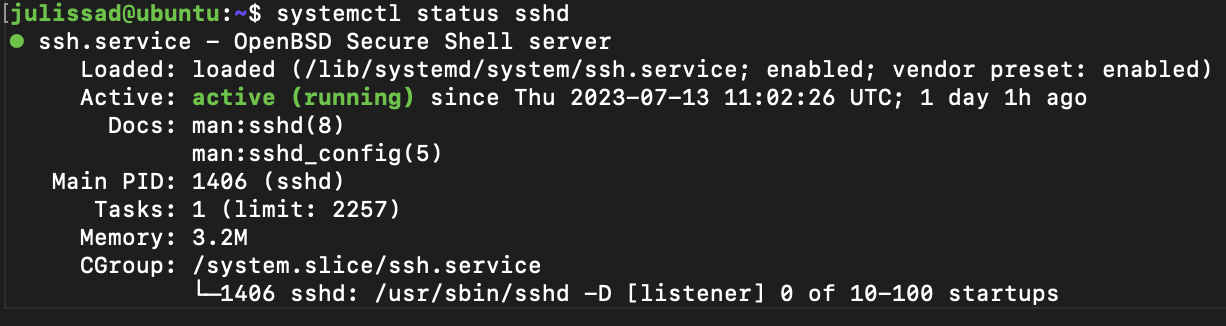 [julissad@ubuntu:~$ systemctl status sshd
● ssh.service - OpenBSD Secure Shell server
Loaded: loaded (/lib/systemd/system/ssh.service; enabled; vendor preset: enabled)
Active: active (running) since Thu 2023-07-13 11:02:26 UTC; 1 day 1h ago
Docs: man:sshd(8)
man:sshd_config(5)
Main PID: 1406 (sshd)
Tasks: 1 (limit: 2257)
Memory: 3.2M
CGroup: /system.slice/ssh.service
└─1406 sshd: /usr/sbin/sshd -D [listener] 0 of 10-100 startups